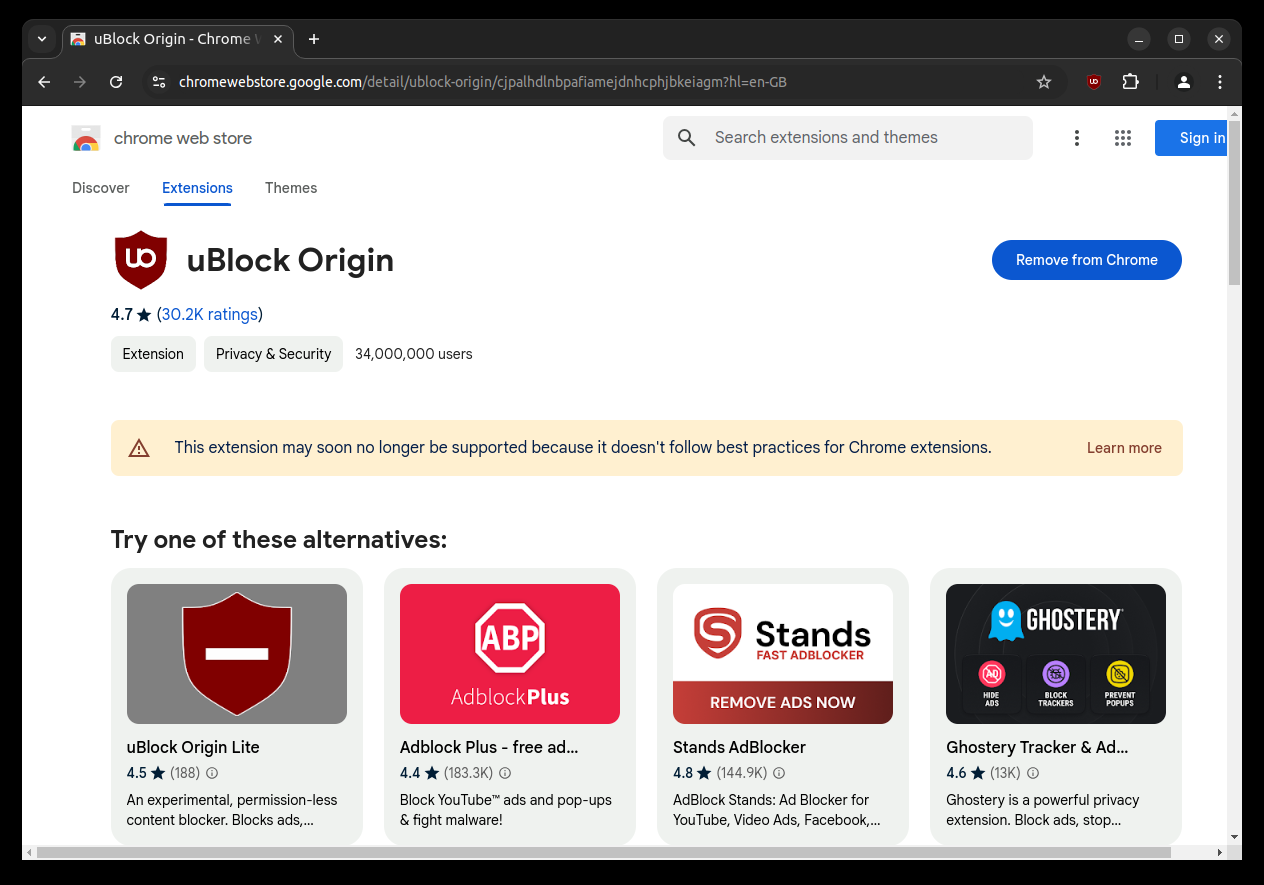 uBlock Origin - Chrome W
chromewebstore.google.com/detail/ublock-origin/cjpalhdlnbpafiamejdnhcphjbkeiagm?hl=en-GB
chrome web store
Search extensions and themes
Sign in
Discover
Extensions
Themes
uBlock Origin
Remove from Chrome
4.7 ★ (30.2K ratings)
Extension
Privacy & Security
34,000,000 users
This extension may soon no longer be supported because it doesn't follow best practices for Chrome extensions.
Learn more
Try one of these alternatives:
uBlock Origin Lite
4.5 ★ (188)
An experimental, permission-less
content blocker. Blocks ads,...
ABP
AdblockPlus
Adblock Plus - free ad...
4.4 ★ (183.3K)
Block YouTube™ ads and pop-ups
& fight malware!
Stands
FAST ADBLOCKER
REMOVE ADS NOW
Stands AdBlocker
4.8 ★ (144.9K)
AdBlock Stands: Ad Blocker for
YouTube, Video Ads, Facebook,...
GHOSTERY
AD
HIDE
ADS
BLOCK
TRACKERS
PREVENT
POPUPS
Ghostery Tracker & Ad...
4.6 ★ (13K)
Ghostery is a powerful privacy
extension. Block ads, stop...